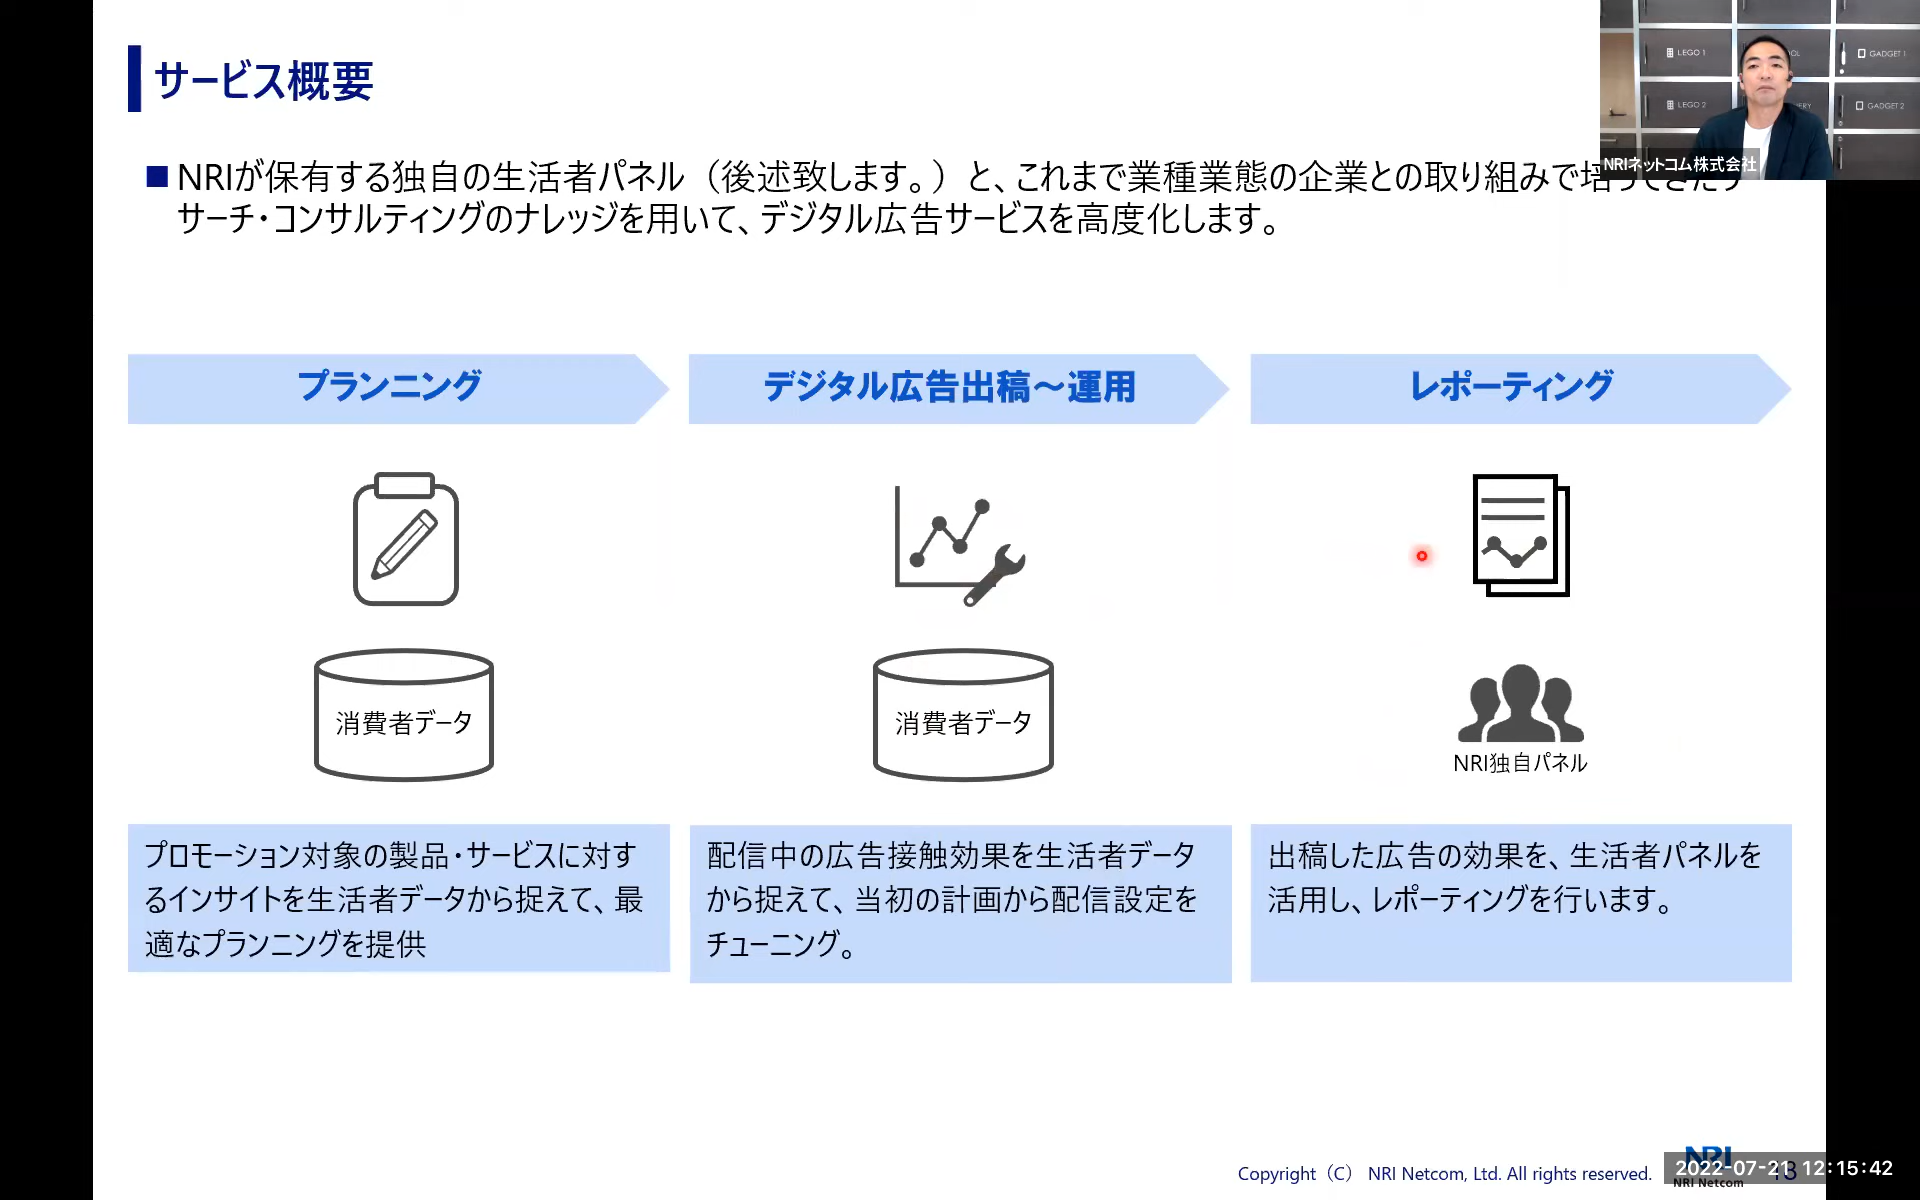 サービス概要
LEGO 1
GADGET 1
LEGO 2
GADGET 2
NRIネットコム株式会社
■NRIが保有する独自の生活者パネル（後述致します。）と、これまで業種業態の企業との取り組みで培ってきたリ
サーチ・コンサルティングのナレッジを用いて、デジタル広告サービスを高度化します。
プランニング
デジタル広告出稿～運用
レポーティング
消費者データ
消費者データ
NRI独自パネル
プロモーション対象の製品・サービスに対す
るインサイトを生活者データから捉えて、最
適なプランニングを提供
配信中の広告接触効果を生活者データ
から捉えて、当初の計画から配信設定を
チューニング。
出稿した広告の効果を、生活者パネルを
活用し、レポーティングを行います。
Copyright（C） NRI Netcom, Ltd. All rights reserved.
NRI
NRI Netcom
2022-07-21 12:15:42